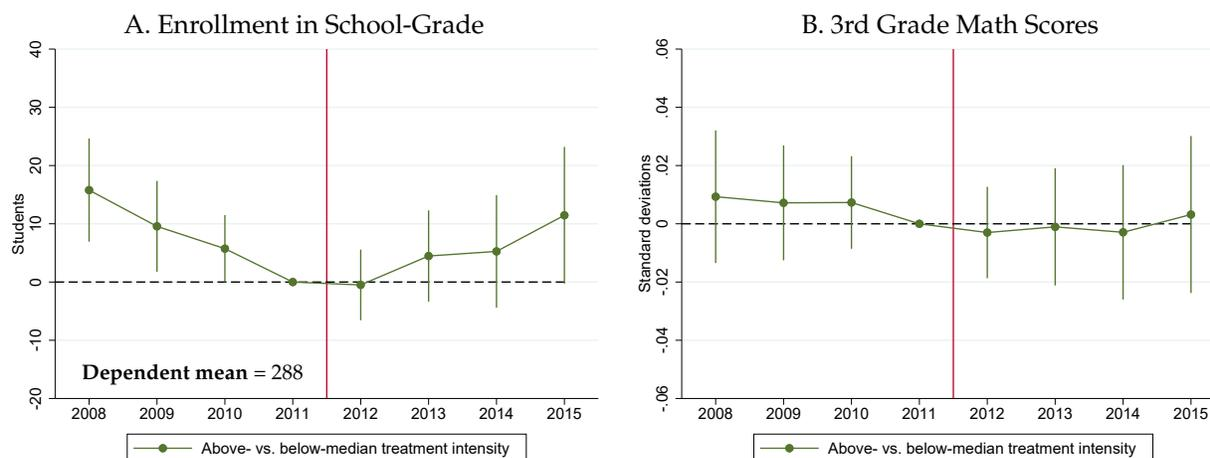 A. Enrollment in School-Grade
Students
40
30
20
10
0
-10
-20
Dependent mean = 288
2008 2009 2010 2011 2012 2013 2014 2015
Above- vs. below-median treatment intensity
B. 3rd Grade Math Scores
Standard deviations
.06
.04
.02
0
-.02
-.04
-.06
2008 2009 2010 2011 2012 2013 2014 2015
Above- vs. below-median treatment intensity